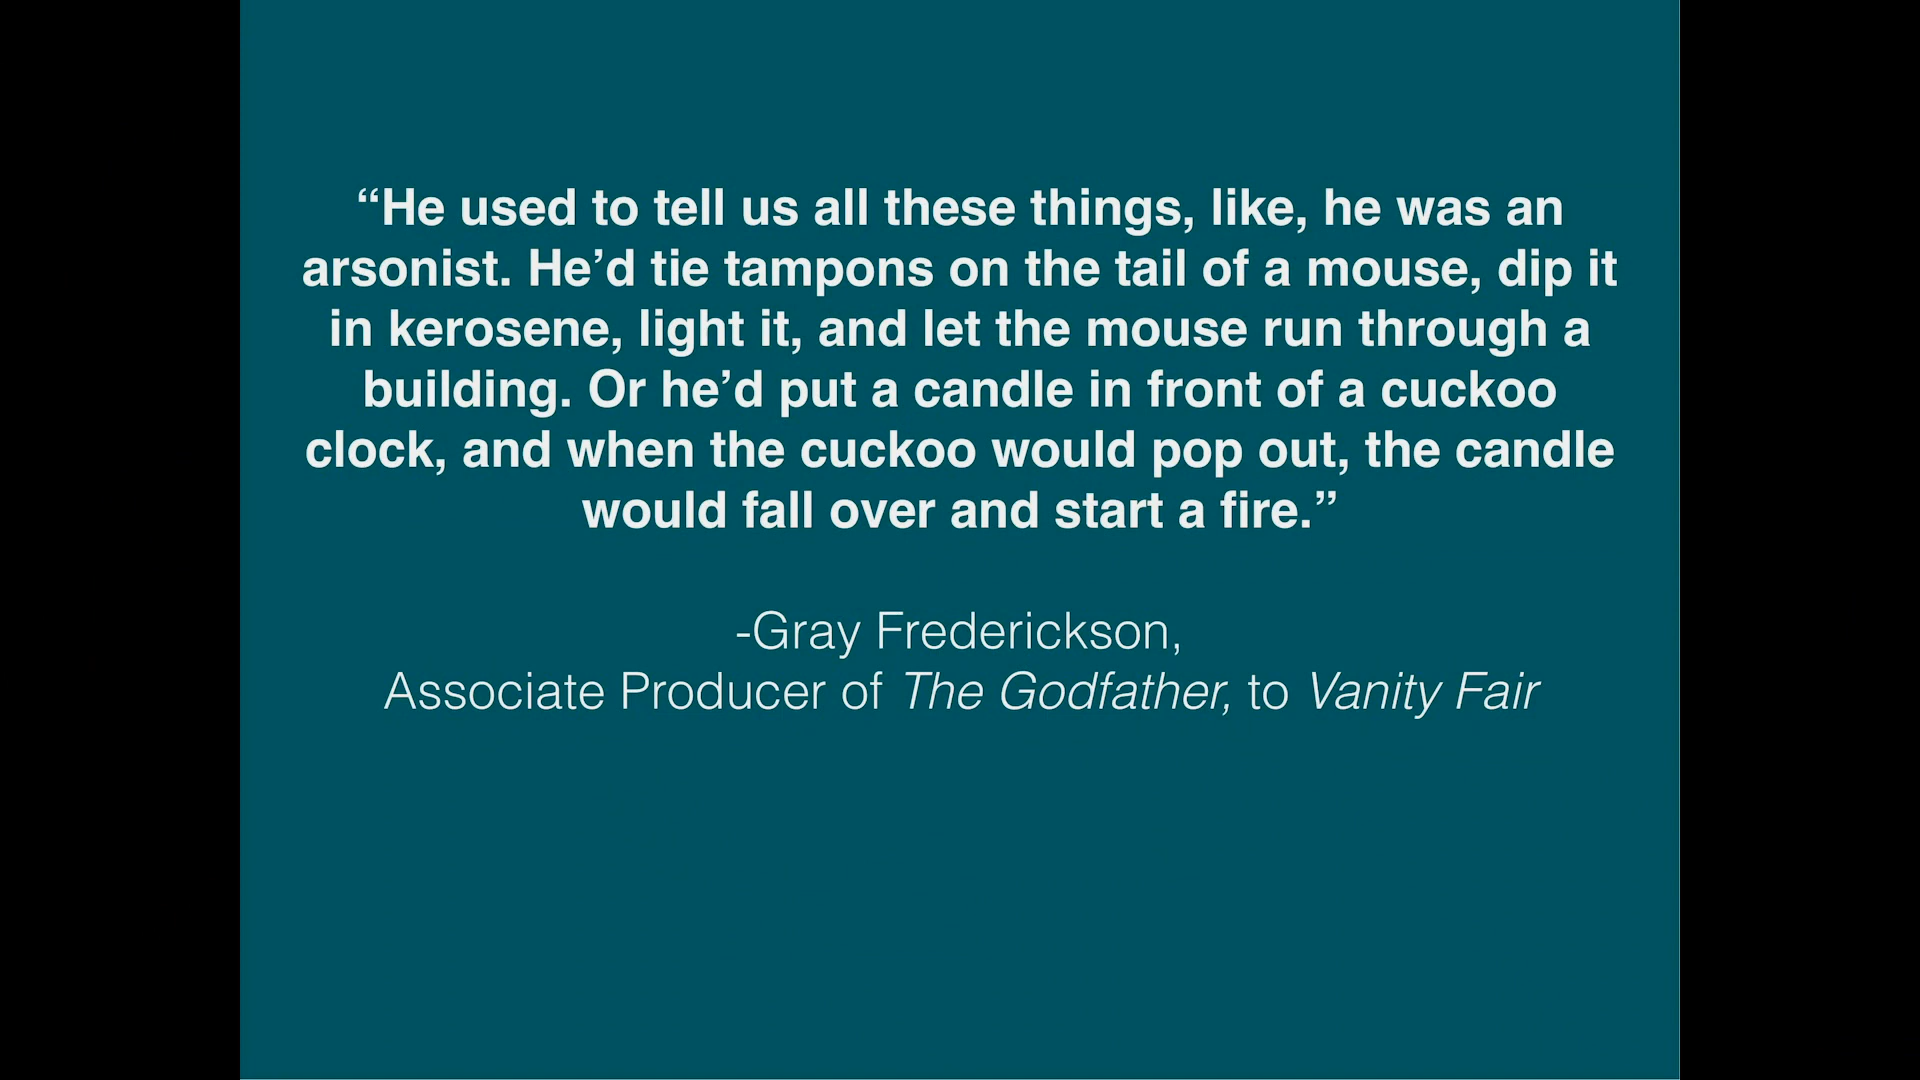 “He used to tell us all these things, like, he was an
arsonist. He’d tie tampons on the tail of a mouse, dip it
in kerosene, light it, and let the mouse run through a
building. Or he’d put a candle in front of a cuckoo
clock, and when the cuckoo would pop out, the candle
would fall over and start a fire.”
-Gray Frederickson,
Associate Producer of The Godfather, to Vanity Fair